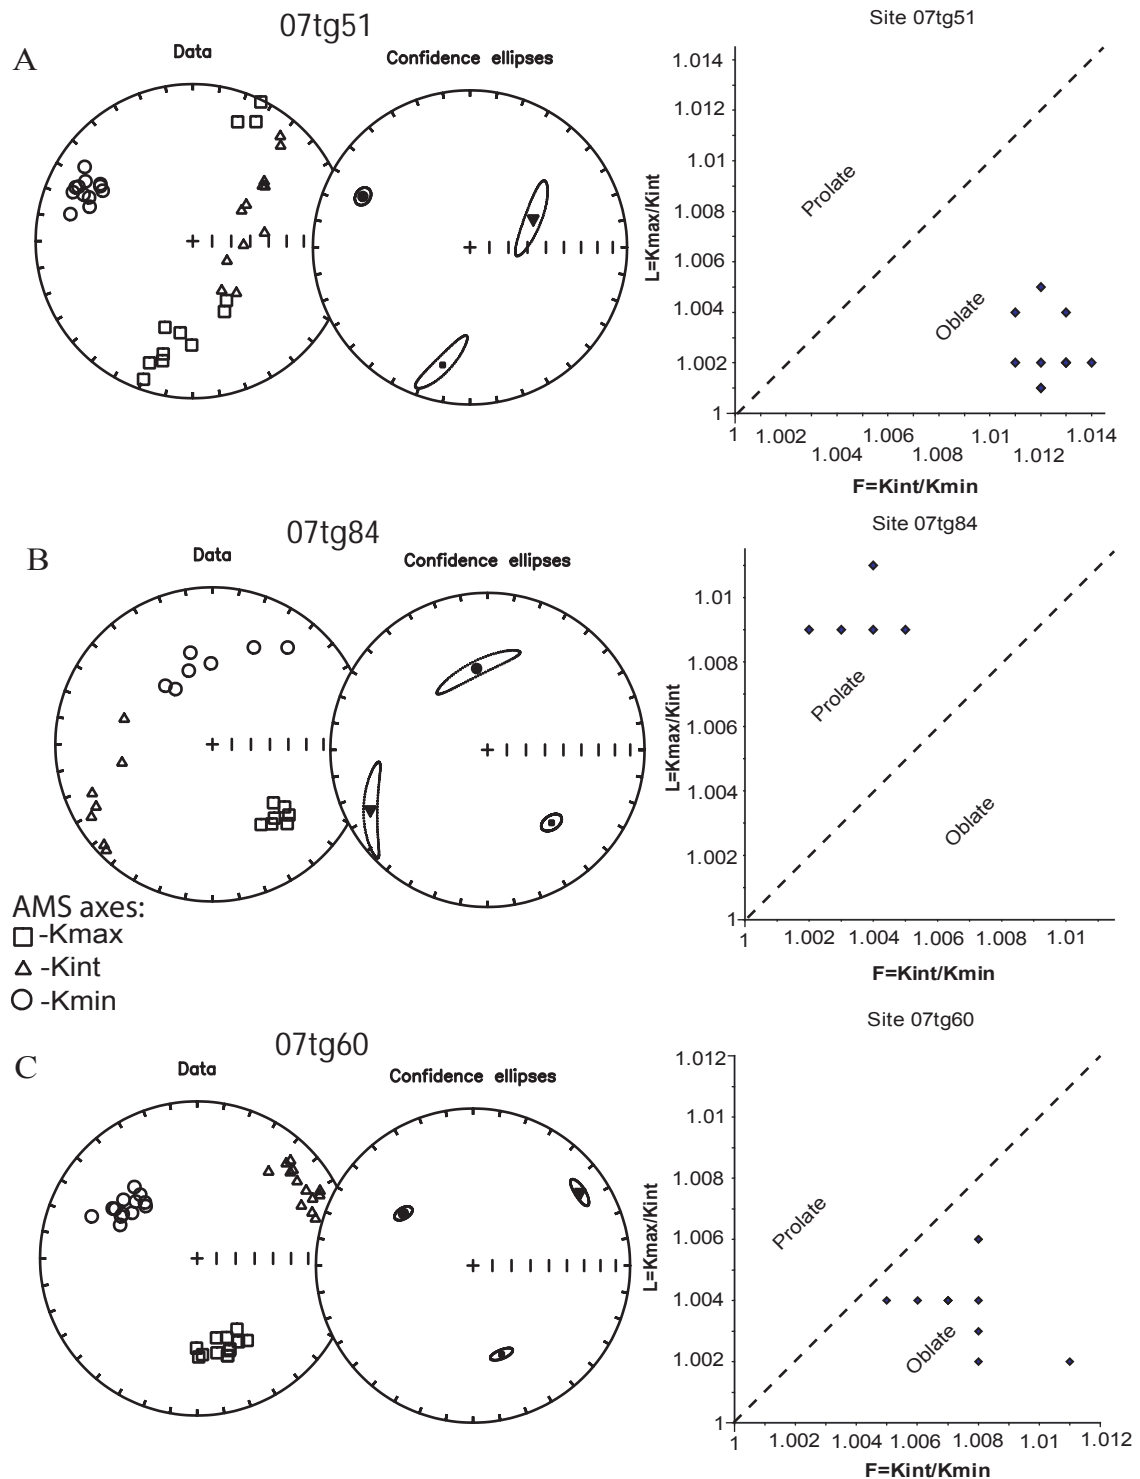 A
07tg51
Data
Confidence ellipses
Site 07tg51
1.014
1.012
1.01
1.008
1.006
1.004
1.002
1
L=Kmax/Kint
Prolate
Oblate
1 1.002 1.006 1.01 1.014
1.004 1.008 1.012
F=Kint/Kmin
B
07tg84
Data
Confidence ellipses
Site 07tg84
1.01
1.008
1.006
1.004
1.002
1
L=Kmax/Kint
Prolate
Oblate
1 1.002 1.004 1.006 1.008 1.01
F=Kint/Kmin
AMS axes:
-Kmax
-Kint
-Kmin
C
07tg60
Data
Confidence ellipses
Site 07tg60
1.012
1.01
1.008
1.006
1.004
1.002
1
L=Kmax/Kint
Prolate
Oblate
1 1.002 1.004 1.006 1.008 1.01 1.012
F=Kint/Kmin